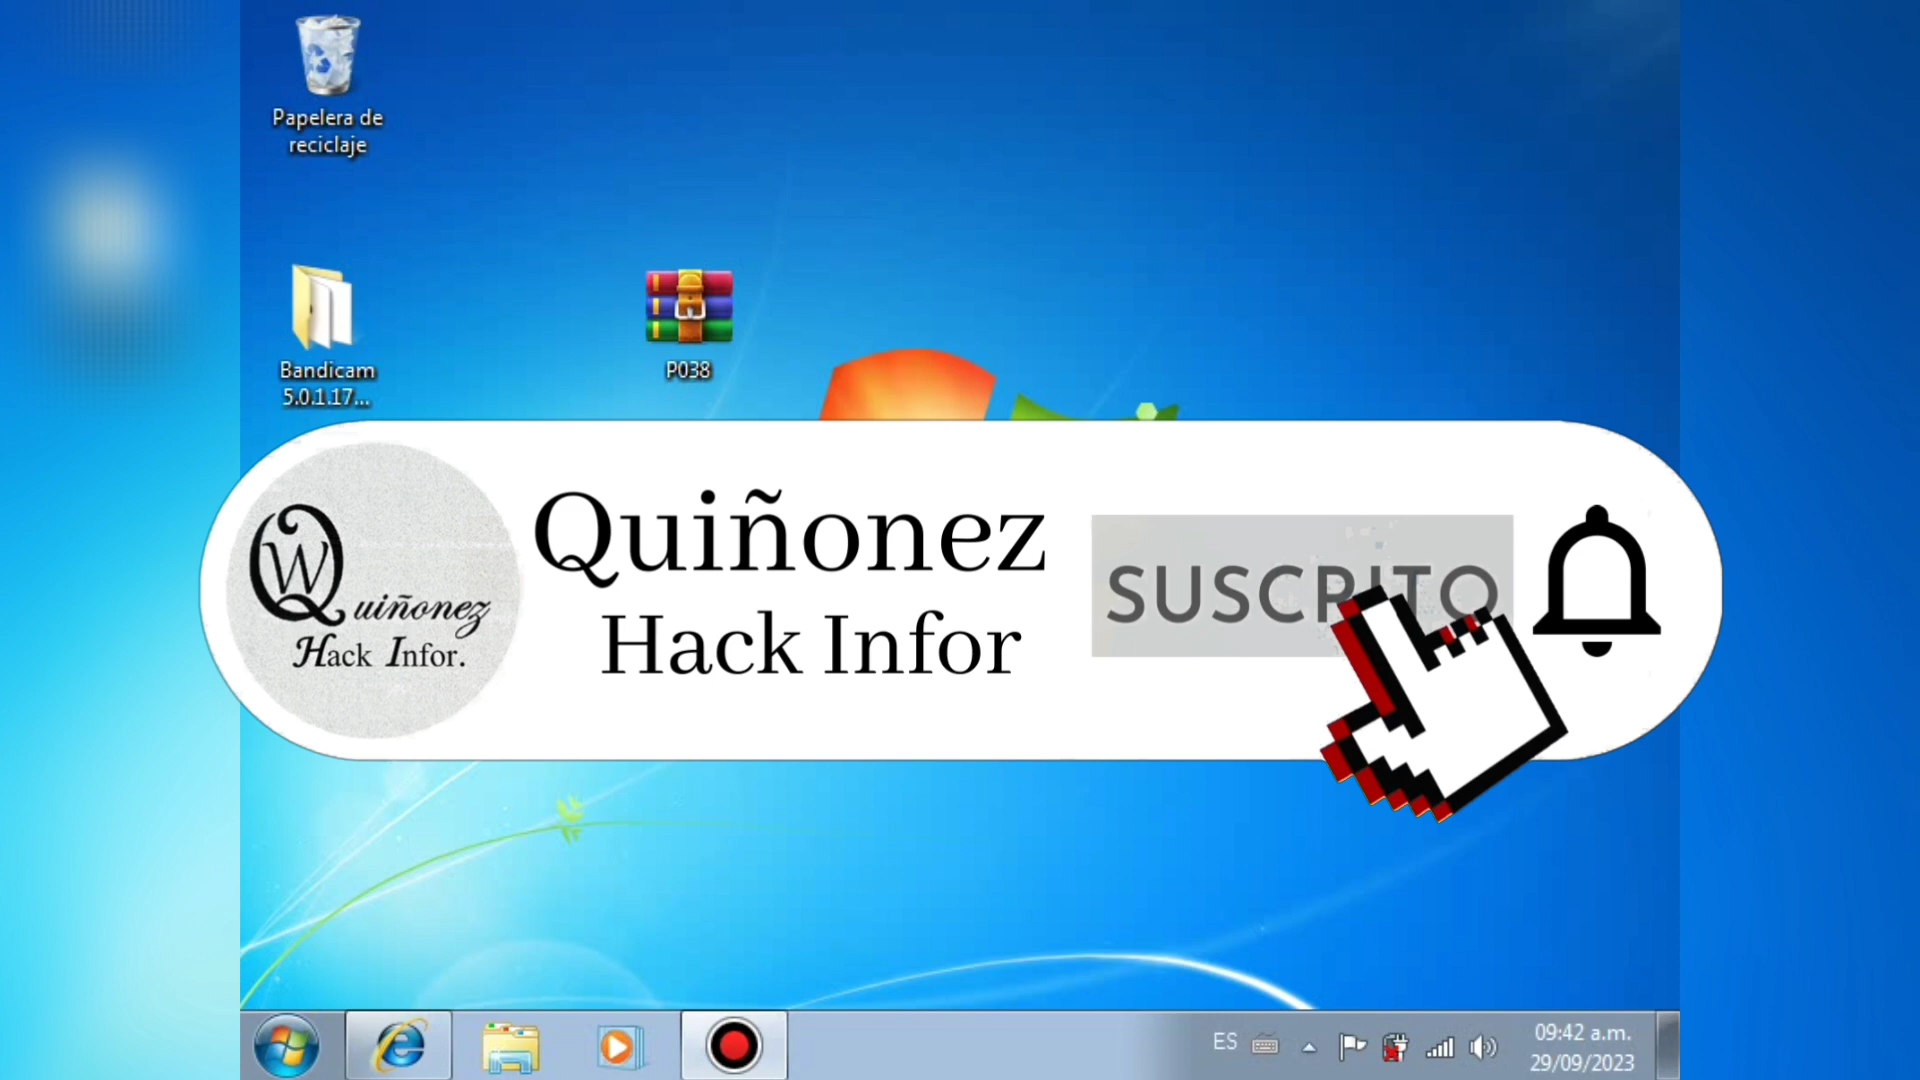 Papelera de
reciclaje
Bandicam
5.0.1.17...
P038
Quiñonez
Hack Infor.
Quiñonez
Hack Infor
SUSCRITO
ES
09:42 a.m.
29/09/2023